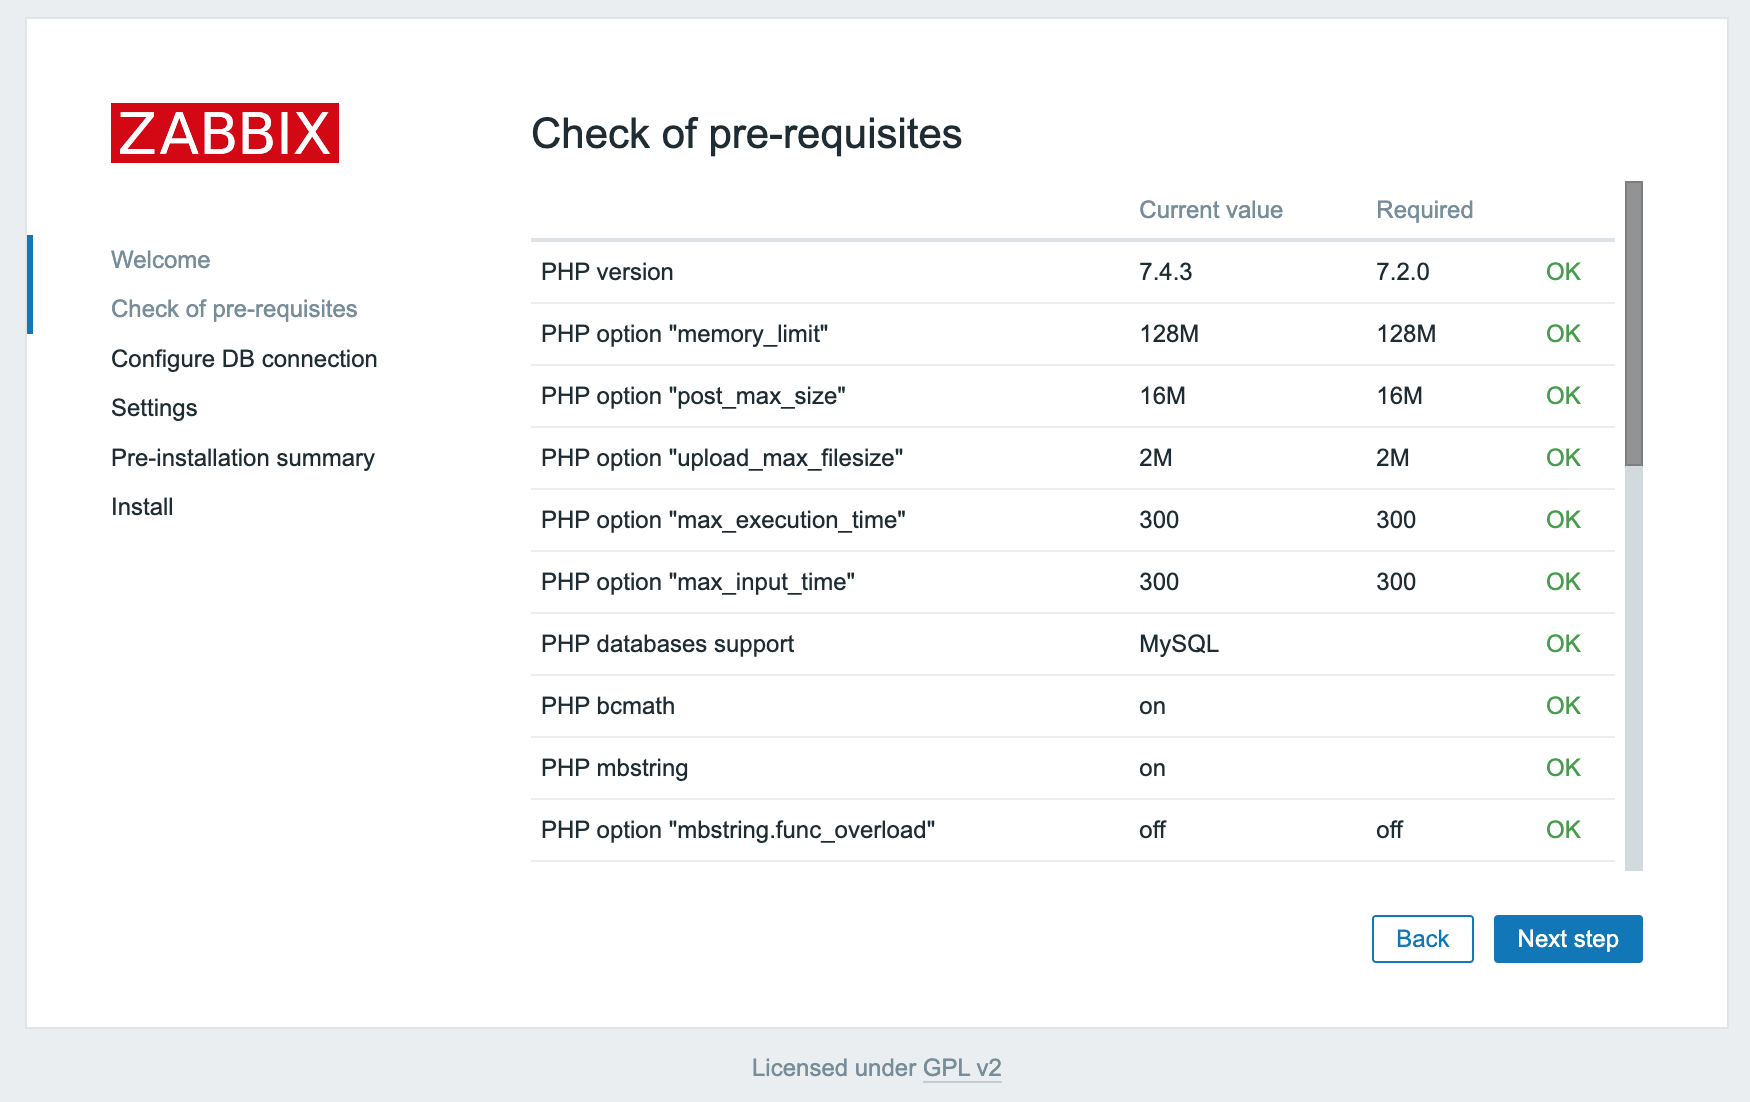 ZABBIX
Check of pre-requisites
Welcome
Check of pre-requisites
Configure DB connection
Settings
Pre-installation summary
Install
Current value Required
PHP version 7.4.3 7.2.0 OK
PHP option "memory_limit" 128M 128M OK
PHP option "post_max_size" 16M 16M OK
PHP option "upload_max_filesize" 2M 2M OK
PHP option "max_execution_time" 300 300 OK
PHP option "max_input_time" 300 300 OK
PHP databases support MySQL OK
PHP bcmath on OK
PHP mbstring on OK
PHP option "mbstring.func_overload" off off OK
Back Next step
Licensed under GPL v2